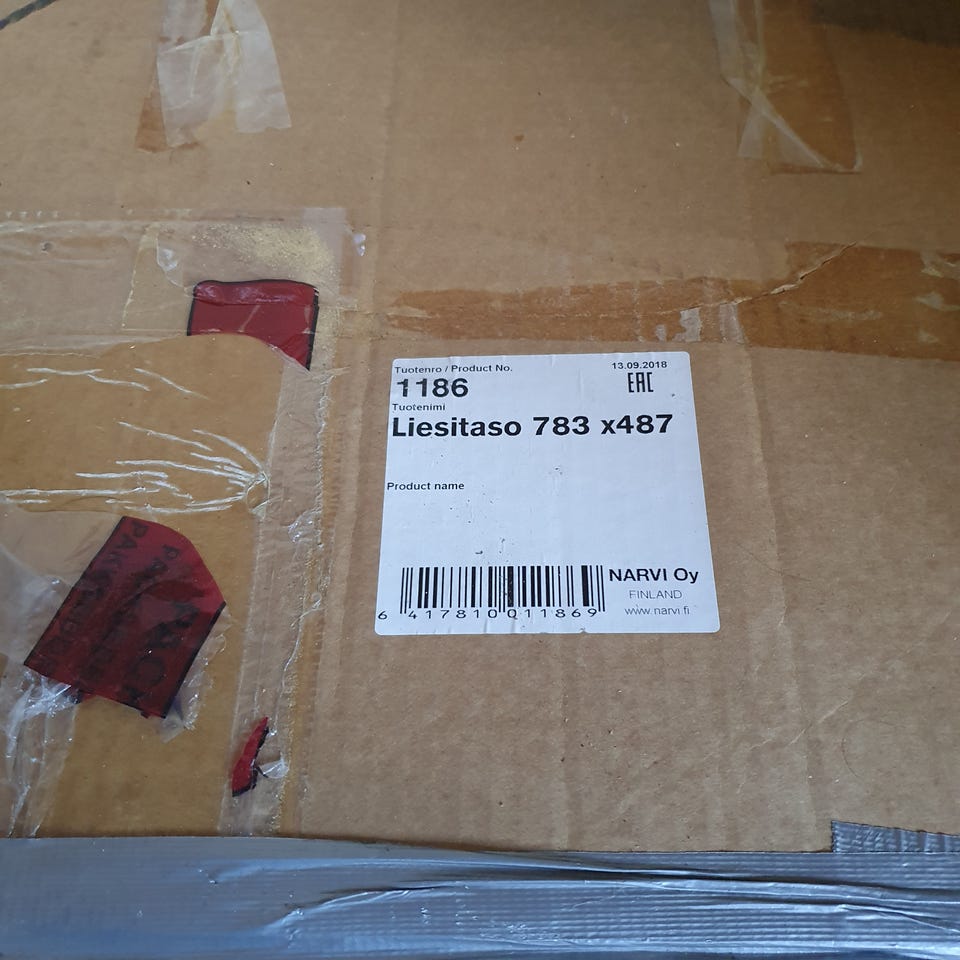 Tuotenro / Product No.
13.09.2018
1186
EAC
Tuotenimi
Liesitaso 783 x487
Product name
NARVI Oy
FINLAND
www.narvi.fi
6 417810 011869